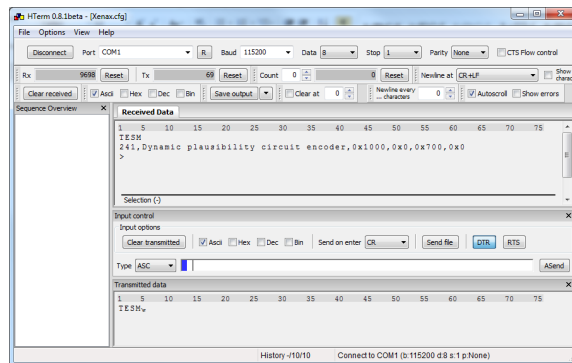 HTerm 0.8.1beta - [Xenax.cfg]
File Options View Help
Disconnect Port COM1 R Baud 115200 Data 8 Stop 1 Parity None CTS Flow control
Rx 9698 Reset Tx 69 Reset Count 0 0 Reset Newline at CR+LF Show
charac
Clear received Ascii Hex Dec Bin Save output Clear at 0 Newline every
... characters 0 Autoscroll Show errors
Sequence Overview X
Received Data
1 5 10 15 20 25 30 35 40 45 50 55 60 65 70 75
TESM
241,Dynamic plausibility circuit encoder,0x1000,0x0,0x700,0x0
>
Selection (-)
Input control X
Input options
Clear transmitted Ascii Hex Dec Bin Send on enter CR Send file DTR RTS
Type ASC ASend
Transmitted data X
1 5 10 15 20 25 30 35 40 45 50 55 60 65 70 75
TESM
History -/10/10 Connect to COM1 (b:115200 d:8 s:1 p:None)